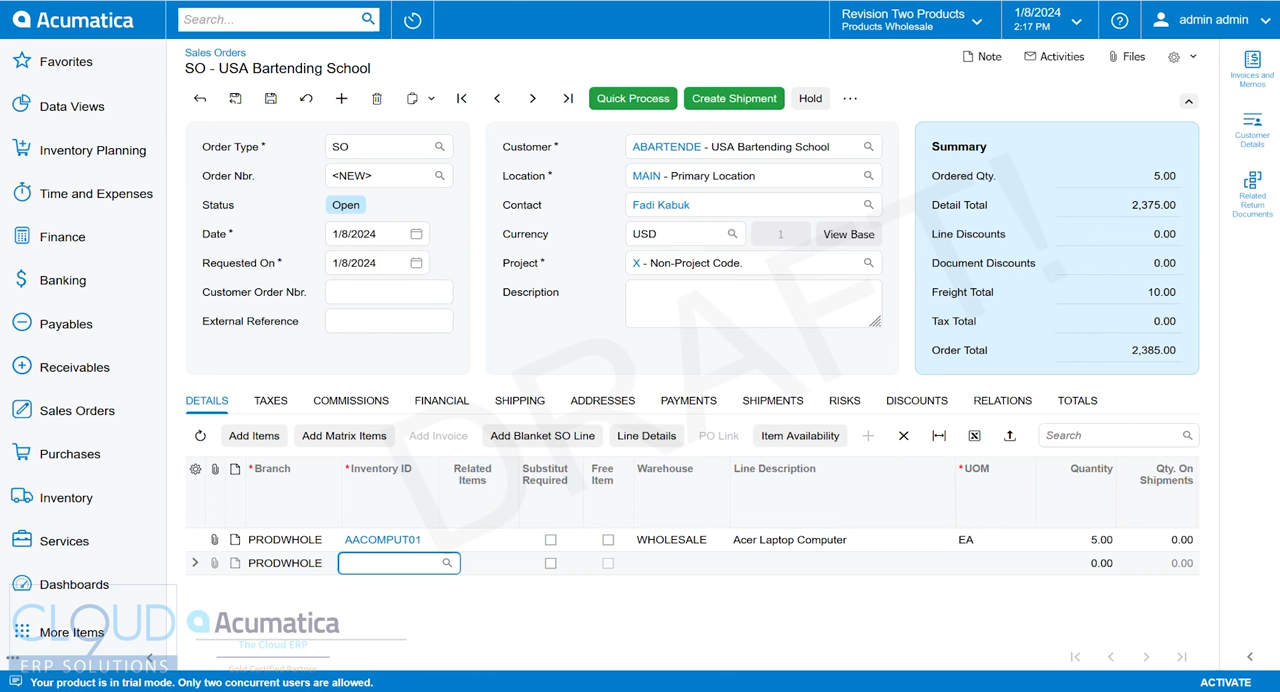 Acumatica
Search...
Revision Two Products
Products Wholesale
1/8/2024
2:17 PM
admin admin
Favorites
Data Views
Inventory Planning
Time and Expenses
Finance
Banking
Payables
Receivables
Sales Orders
Purchases
Inventory
Services
Dashboards
More Items
Sales Orders
SO - USA Bartending School
Note
Activities
Files
Quick Process
Create Shipment
Hold
Order Type *
SO
Order Nbr.
<NEW>
Status
Open
Date *
1/8/2024
Requested On *
1/8/2024
Customer Order Nbr.
External Reference
Customer *
ABARTENDE - USA Bartending School
Location *
MAIN - Primary Location
Contact
Fadi Kabuk
Currency
USD
1
View Base
Project *
X - Non-Project Code.
Description
Summary
Ordered Qty. 5.00
Detail Total 2,375.00
Line Discounts 0.00
Document Discounts 0.00
Freight Total 10.00
Tax Total 0.00
Order Total 2,385.00
Invoices and
Memos
Customer
Details
Related
Return
Documents
DRAFT!
DETAILS TAXES COMMISSIONS FINANCIAL SHIPPING ADDRESSES PAYMENTS SHIPMENTS RISKS DISCOUNTS RELATIONS TOTALS
Add Items Add Matrix Items Add Invoice Add Blanket SO Line Line Details PO Link Item Availability Search
*Branch *Inventory ID Related Items Substitut Required Free Item Warehouse Line Description *UOM Quantity Qty. On Shipments
PRODWHOLE AACOMPUT01 WHOLESALE Acer Laptop Computer EA 5.00 0.00
PRODWHOLE 0.00 0.00
CLOUD 9
ERP SOLUTIONS
Acumatica
The Cloud ERP
Gold Certified Partner
Your product is in trial mode. Only two concurrent users are allowed.
ACTIVATE